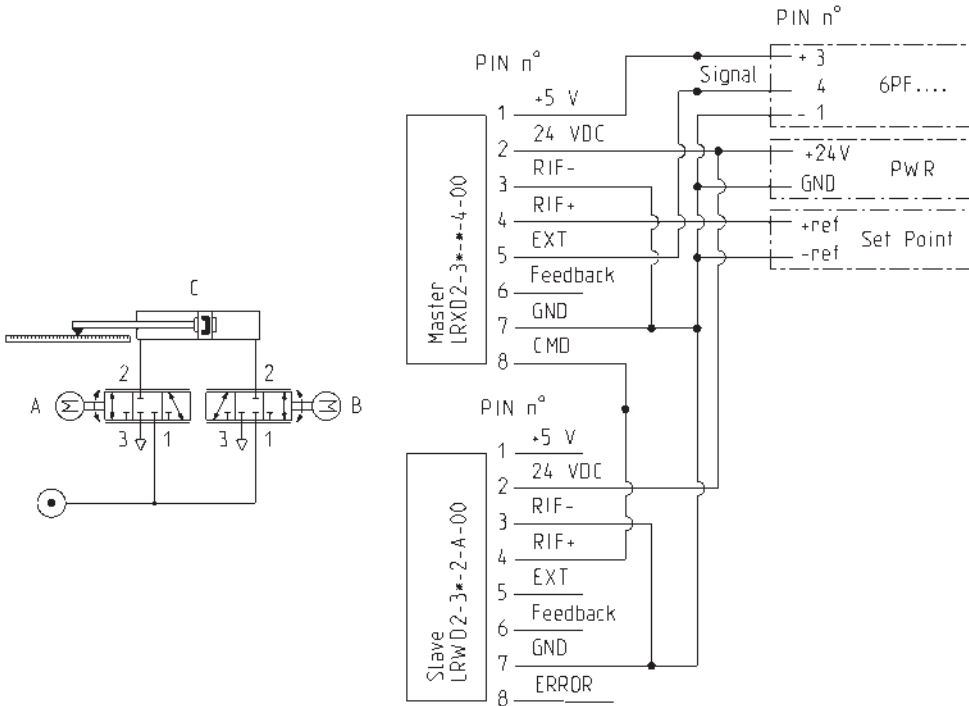 PIN n°
+ 3
Signal 4 6PF....
- 1
+24V PWR
GND
+ref Set Point
-ref
PIN n°
Master
LRXD2-3*-*-4-00
1 +5 V
2 24 VDC
3 RIF-
4 RIF+
5 EXT
6 Feedback
7 GND
8 CMD
C
2 2
A M M B
3 1 3 1
PIN n°
Slave
LRWD2-3*-2-A-00
1 +5 V
2 24 VDC
3 RIF-
4 RIF+
5 EXT
6 Feedback
7 GND
8 ERROR